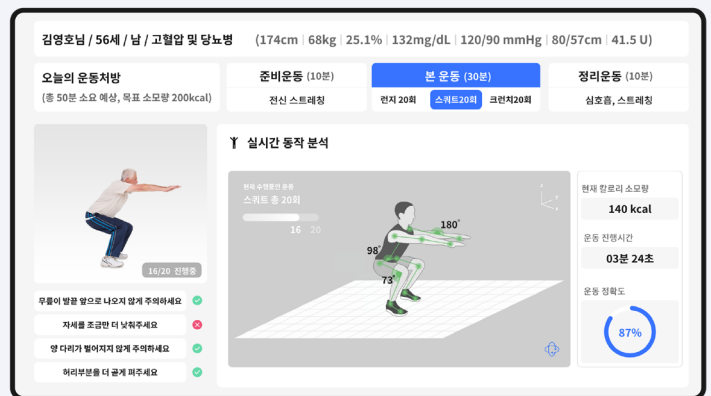 김영호님 / 56세 / 남 / 고혈압 및 당뇨병 (174cm | 68kg | 25.1% | 132mg/dL | 120/90 mmHg | 80/57cm | 41.5 U)
오늘의 운동처방
(총 50분 소요 예상, 목표 소모량 200kcal)
준비운동 (10분)
전신 스트레칭
본 운동 (30분)
런지 20회 스쿼트20회 크런치20회
정리운동 (10분)
심호흡, 스트레칭
16/20 진행중
무릎이 발끝 앞으로 나오지 않게 주의하세요
자세를 조금만 더 낮춰주세요
양 다리가 벌어지지 않게 주의하세요
허리부분을 더 곧게 펴주세요
실시간 동작 분석
현재 수행중인 운동
스쿼트 총 20회
16 20
180°
98°
73°
현재 칼로리 소모량
140 kcal
운동 진행시간
03분 24초
운동 정확도
87%